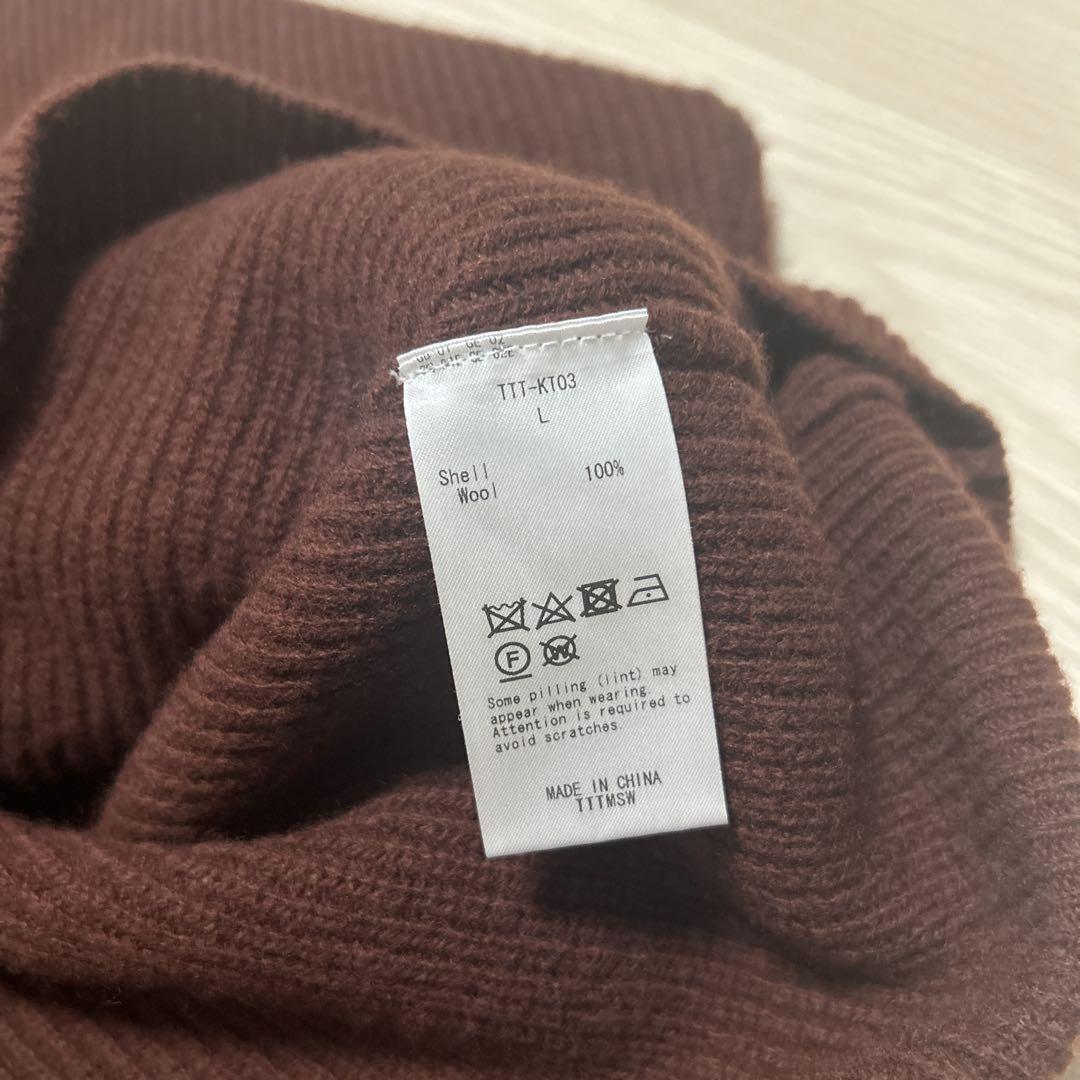 TTT-KT03
L
Shell 100%
Wool
F
W
Some pilling (lint) may
appear when wearing.
Attention is required to
avoid scratches.
MADE IN CHINA
TTTMSW